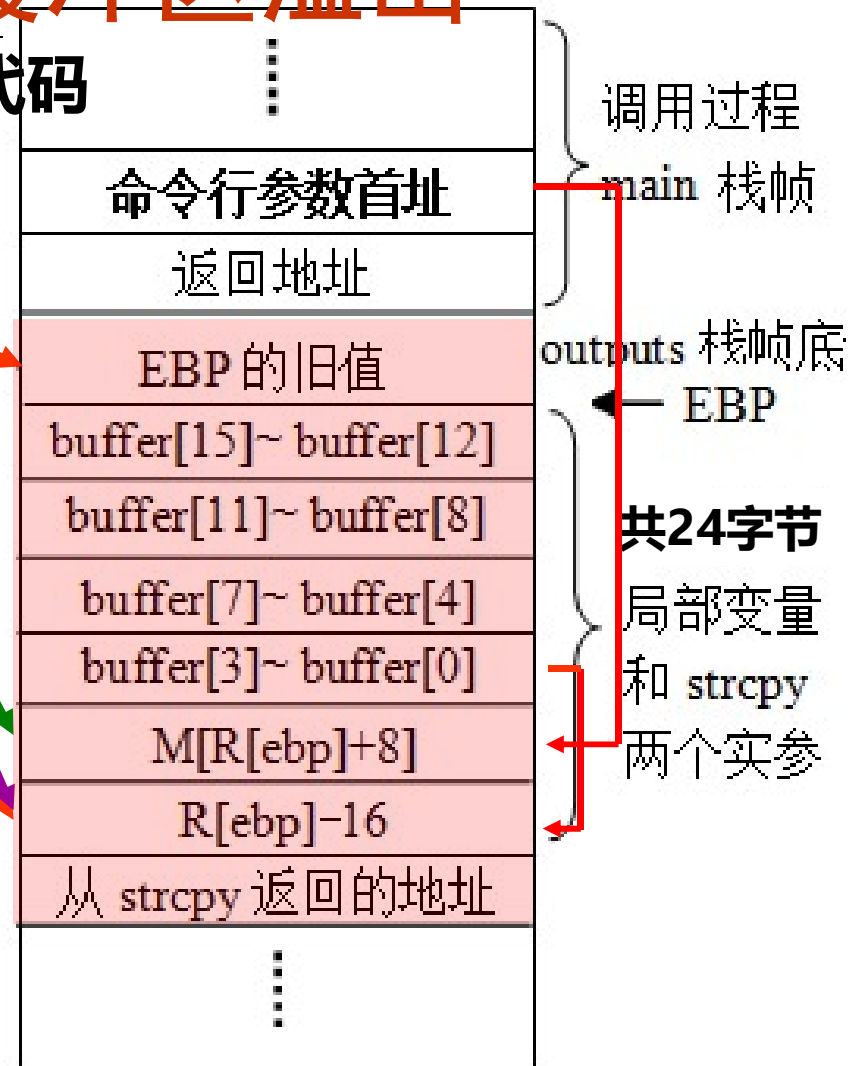 代码
调用过程
main 栈帧
命令行参数首址
返回地址
outputs 栈帧底
EBP 的旧值
EBP
buffer[15]~ buffer[12]
buffer[11]~ buffer[8]
共24字节
buffer[7]~ buffer[4]
局部变量
buffer[3]~ buffer[0]
和 strcpy
M[R[ebp]+8]
两个实参
R[ebp]-16
从 strcpy 返回的地址